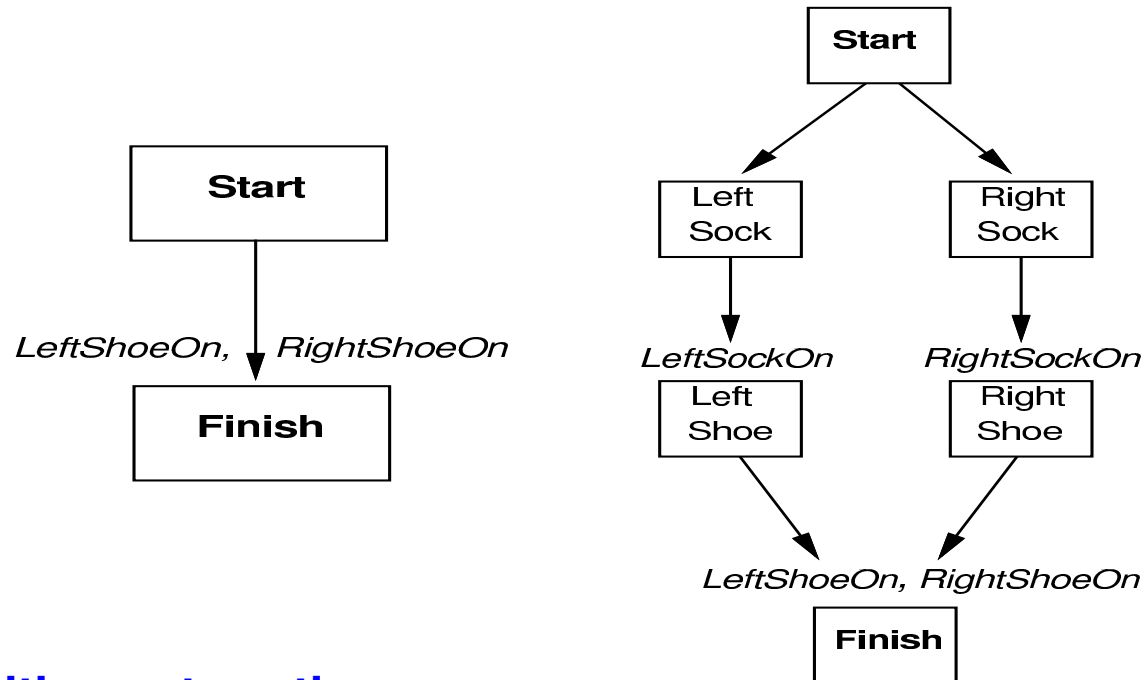 Start
LeftShoeOn, RightShoeOn
Finish
Start
Left
Sock
Right
Sock
LeftSockOn
RightSockOn
Left
Shoe
Right
Shoe
LeftShoeOn, RightShoeOn
Finish